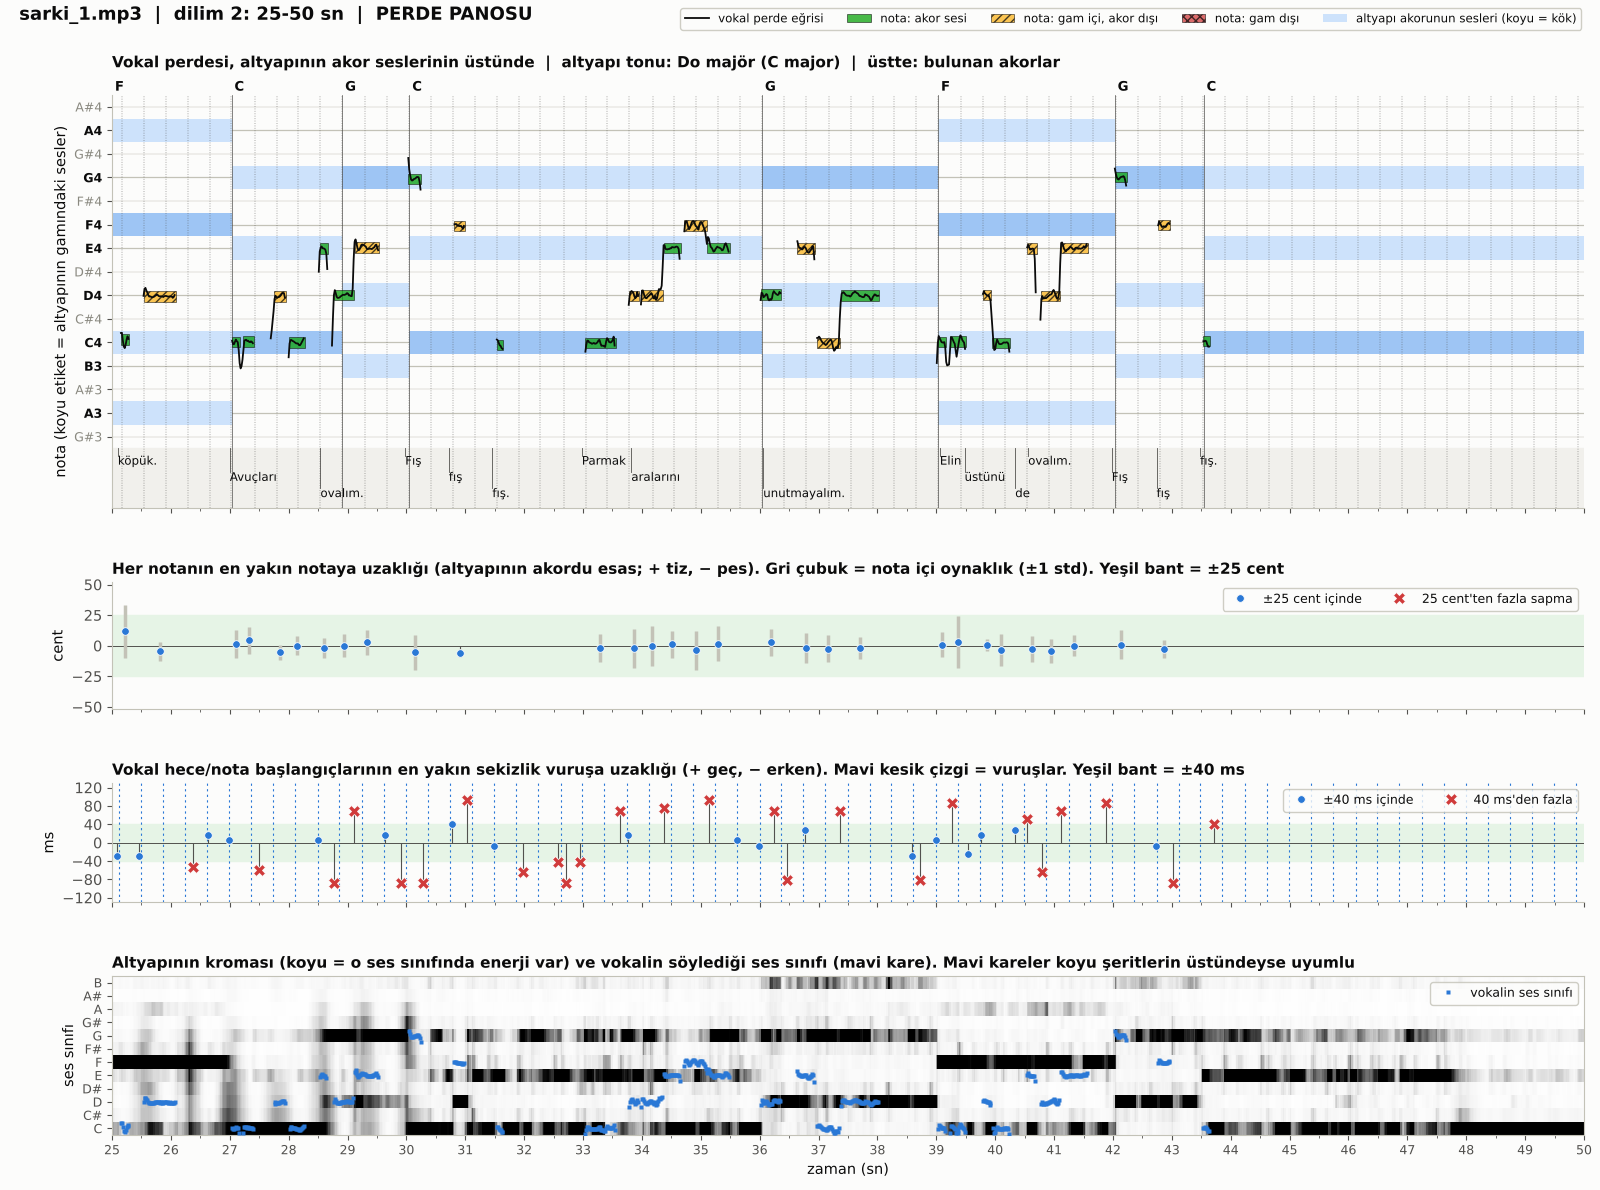 sarki_1.mp3 | dilim 2: 25-50 sn | PERDE PANOSU
vokal perde eğrisi
nota: akor sesi
nota: gam içi, akor dışı
nota: gam dışı
altyapı akorunun sesleri (koyu = kök)
Vokal perdesi, altyapının akor seslerinin üstünde | altyapı tonu: Do majör (C major) | üstte: bulunan akorlar
F C G C G F G C
nota (koyu etiket = altyapının gamındaki sesler)
A#4
A4
G#4
G4
F#4
F4
E4
D#4
D4
C#4
C4
B3
A#3
A3
G#3
köpük. Fış Parmak Elin ovalım. fış.
Avuçları fış aralarını üstünü Fış
ovalım. fış. unutmayalım. de fış
Her notanın en yakın notaya uzaklığı (altyapının akordu esas; + tiz, − pes). Gri çubuk = nota içi oynaklık (±1 std). Yeşil bant = ±25 cent
±25 cent içinde
25 cent'ten fazla sapma
cent
50
25
0
−25
−50
Vokal hece/nota başlangıçlarının en yakın sekizlik vuruşa uzaklığı (+ geç, − erken). Mavi kesik çizgi = vuruşlar. Yeşil bant = ±40 ms
±40 ms içinde
40 ms'den fazla
ms
120
80
40
0
−40
−80
−120
Altyapının kroması (koyu = o ses sınıfında enerji var) ve vokalin söylediği ses sınıfı (mavi kare). Mavi kareler koyu şeritlerin üstündeyse uyumlu
vokalin ses sınıfı
ses sınıfı
B
A#
A
G#
G
F#
F
E
D#
D
C#
C
25 26 27 28 29 30 31 32 33 34 35 36 37 38 39 40 41 42 43 44 45 46 47 48 49 50
zaman (sn)